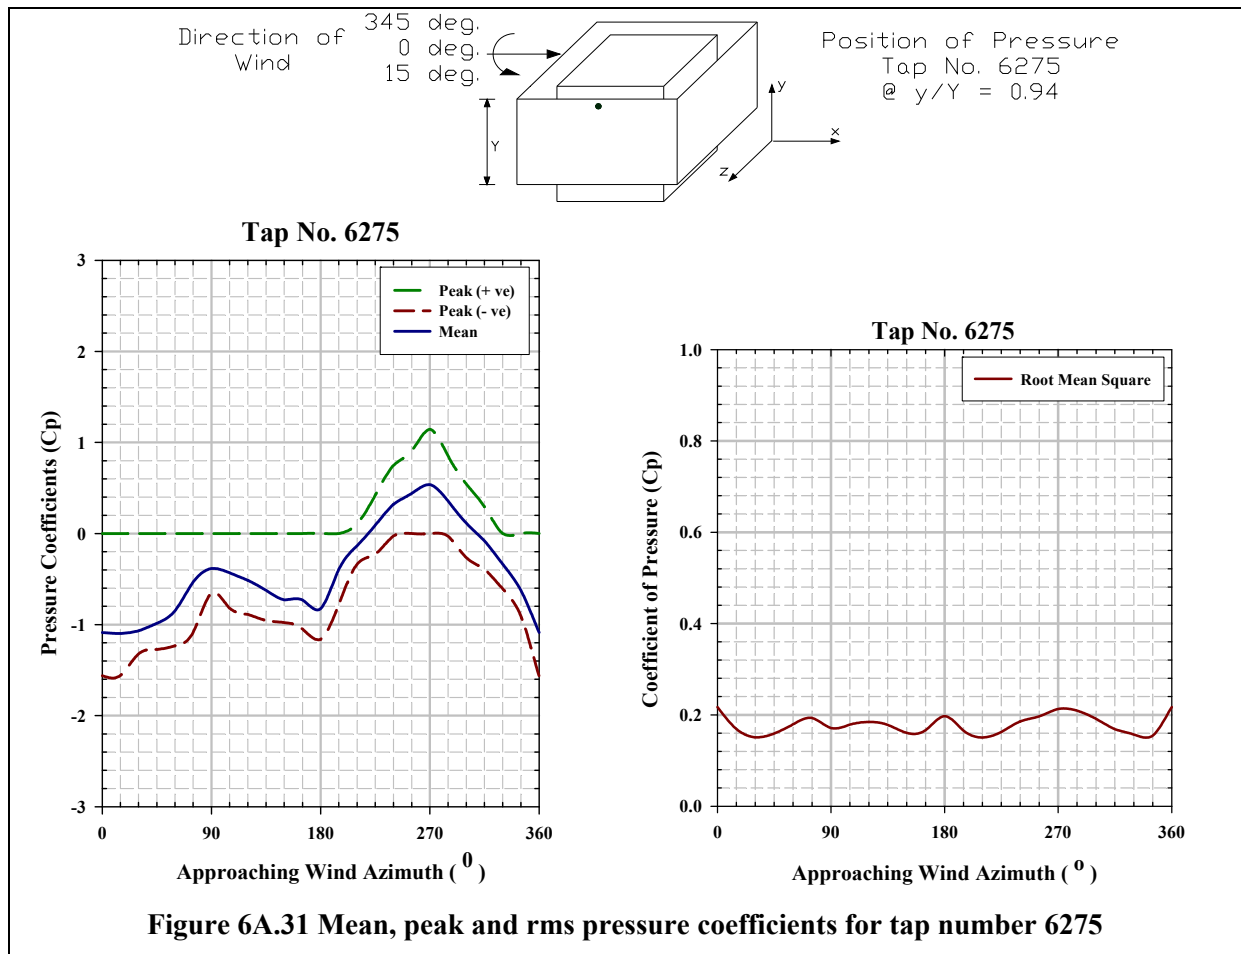 Direction of
Wind
345 deg.
0 deg.
15 deg.
Position of Pressure
Tap No. 6275
@ y/Y = 0.94
Y
y
x
z
Tap No. 6275
Peak (+ ve)
Peak (- ve)
Mean
Pressure Coefficients (Cp)
3
2
1
0
-1
-2
-3
0 90 180 270 360
Approaching Wind Azimuth ( 0 )
Tap No. 6275
Root Mean Square
Coefficient of Pressure (Cp)
1.0
0.8
0.6
0.4
0.2
0.0
0 90 180 270 360
Approaching Wind Azimuth ( o )
Figure 6A.31 Mean, peak and rms pressure coefficients for tap number 6275